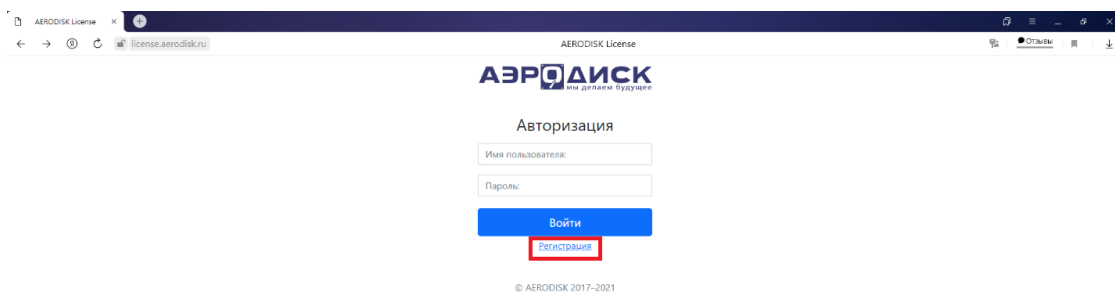 AERODISK License
license.aerodisk.ru
AERODISK License
Отзывы
АЭРОДИСК
мы делаем будущее
Авторизация
Имя пользователя:
Пароль:
Войти
Регистрация
© AERODISK 2017–2021